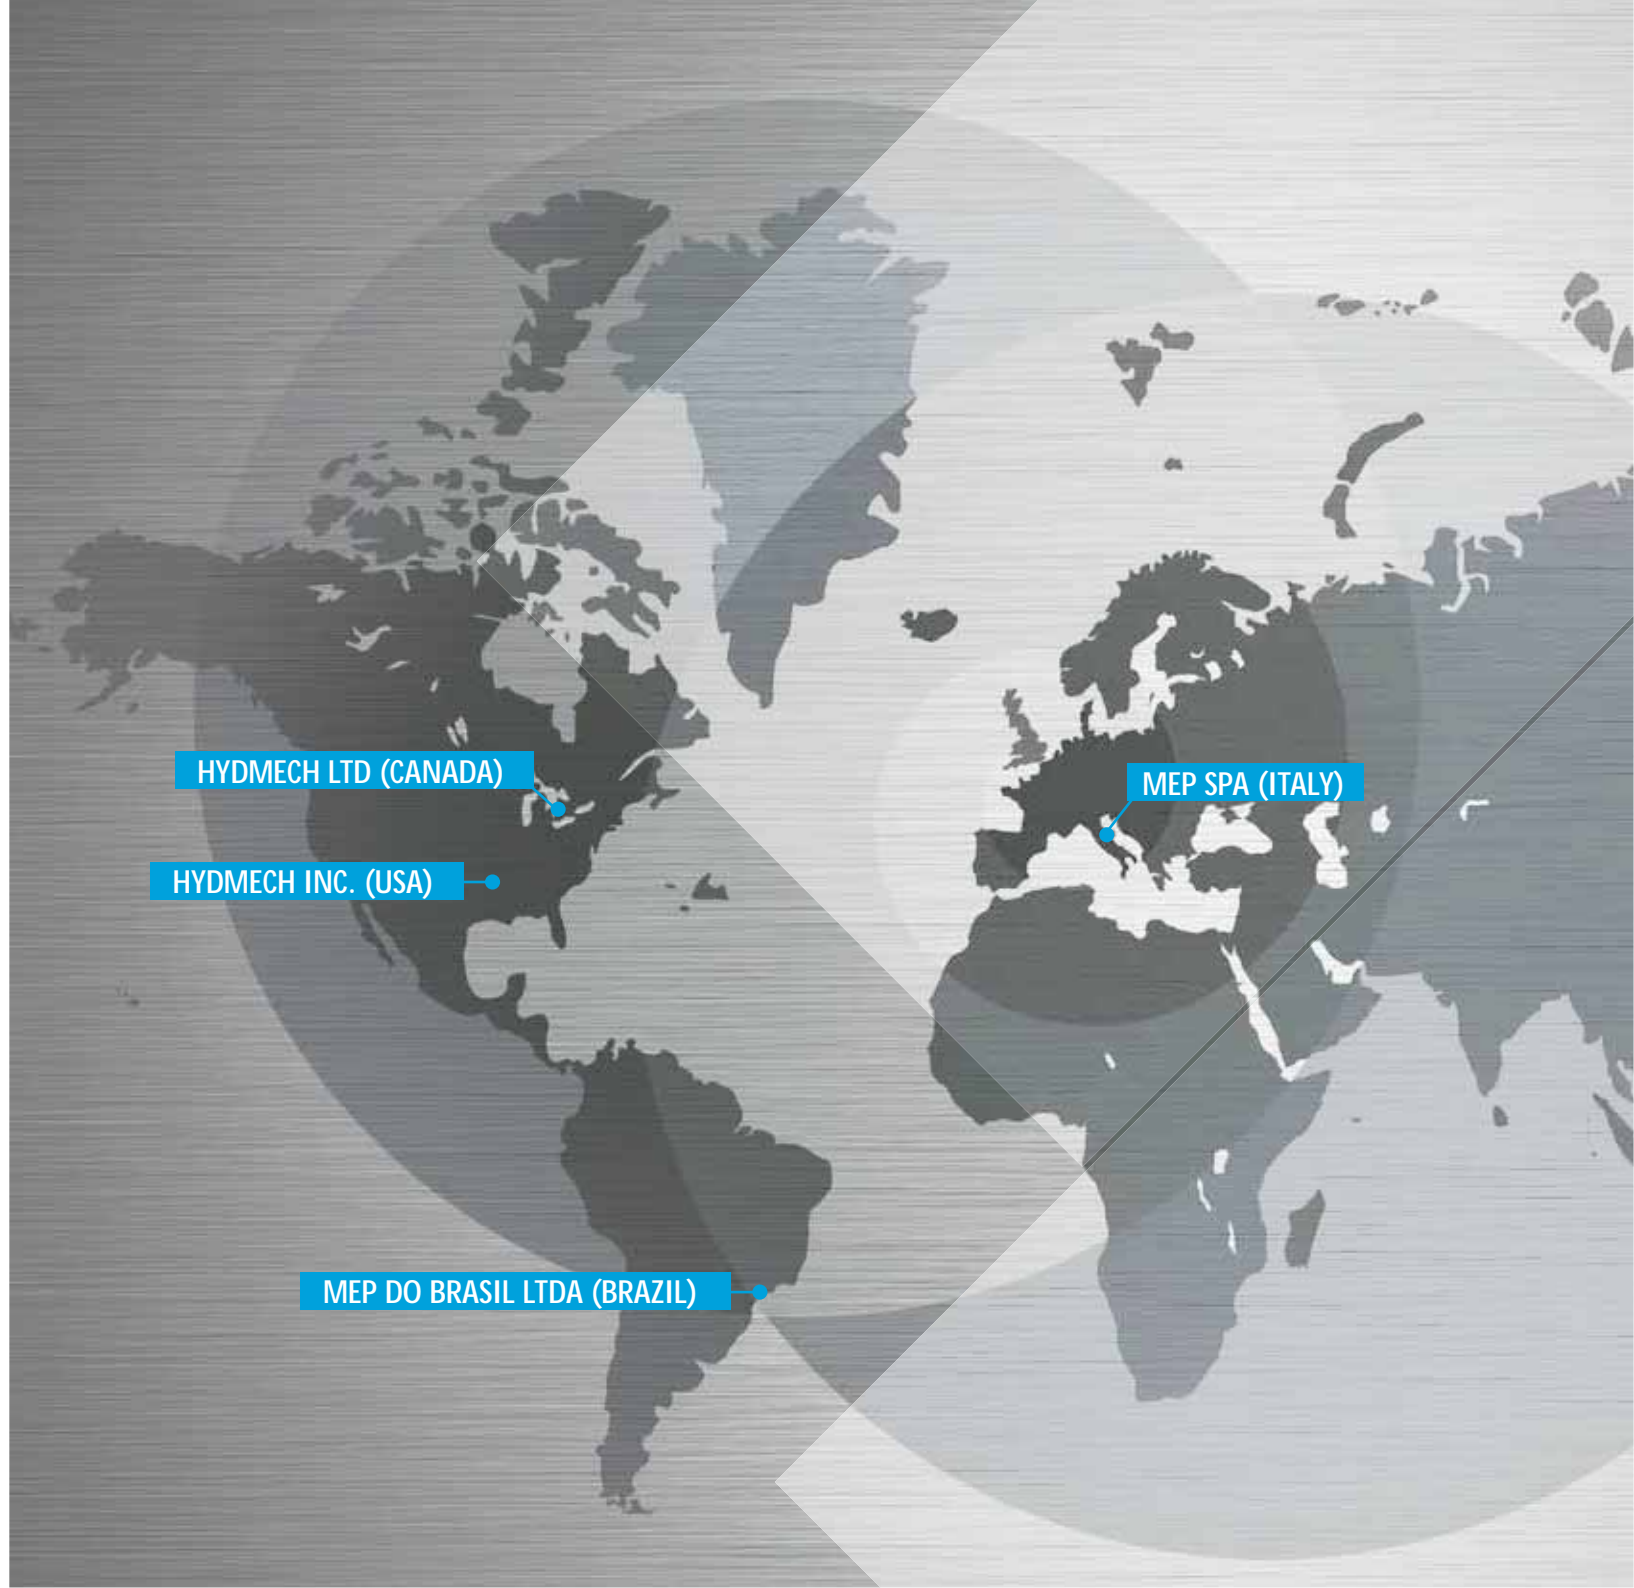 HYDMECH LTD (CANADA)
MEP SPA (ITALY)
HYDMECH INC. (USA)
MEP DO BRASIL LTDA (BRAZIL)